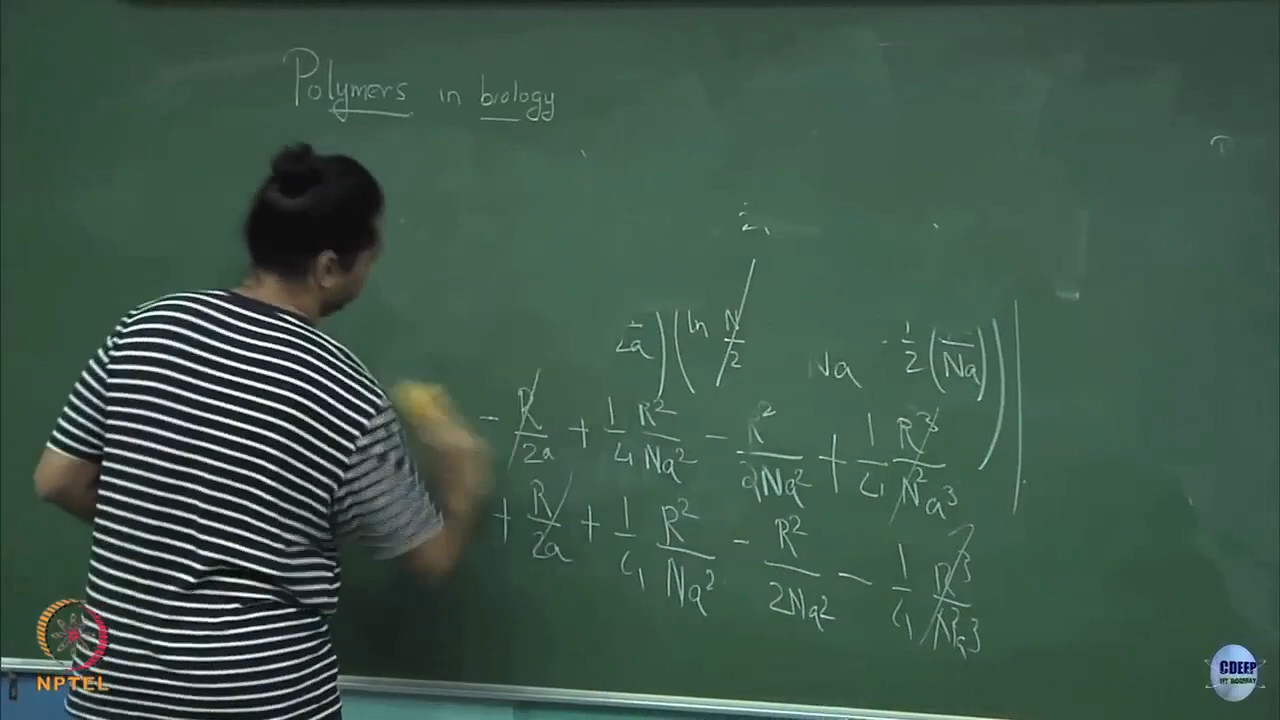 Polymers in biology
2a ) ( ln N/2 Na - 1/2 ( Na ) )
- R/2a + 1/4 R²/Na² - R²/2Na² + 1/4 R³/N²a³
+ R/2a + 1/4 R²/Na² - R²/2Na² - 1/4 R³/N²a³
NPTEL
CDEEP
IIT BOMBAY